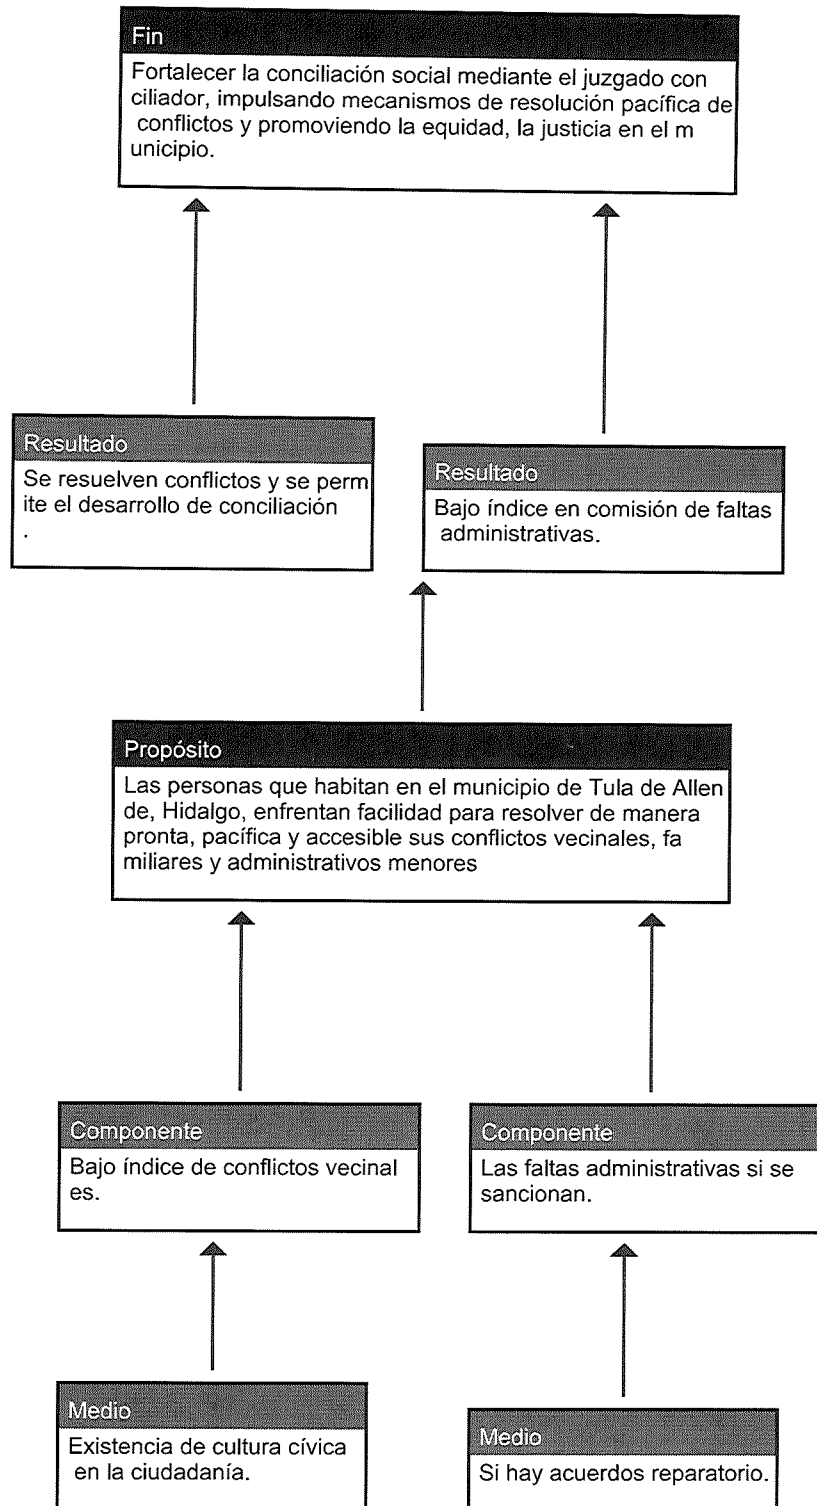 Fin
Fortalecer la conciliación social mediante el juzgado con
ciliador, impulsando mecanismos de resolución pacífica de
conflictos y promoviendo la equidad, la justicia en el m
unicipio.
Resultado
Se resuelven conflictos y se perm
ite el desarrollo de conciliación
.
Resultado
Bajo índice en comisión de faltas
administrativas.
Propósito
Las personas que habitan en el municipio de Tula de Allen
de, Hidalgo, enfrentan facilidad para resolver de manera
pronta, pacífica y accesible sus conflictos vecinales, fa
miliares y administrativos menores
Componente
Bajo índice de conflictos vecinal
es.
Componente
Las faltas administrativas si se
sancionan.
Medio
Existencia de cultura cívica
en la ciudadanía.
Medio
Si hay acuerdos reparatorio.